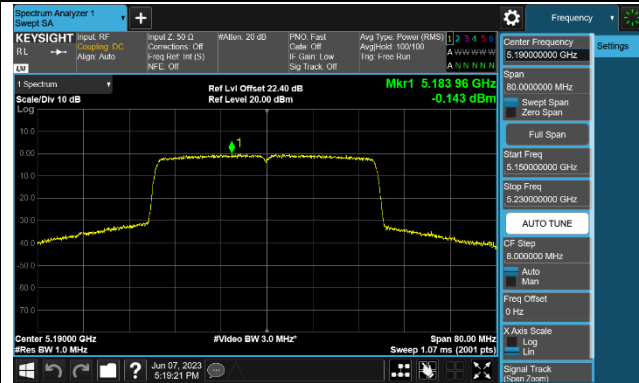 Spectrum Analyzer 1
Swept SA
+
Frequency
KEYSIGHT
RL
LXI
Input: RF
Coupling: DC
Align: Auto
Input Z: 50 Ω
Corrections: Off
Freq Ref: Int (S)
NFE: Off
#Atten: 20 dB
PNO: Fast
Gate: Off
IF Gain: Low
Sig Track: Off
Avg Type: Power (RMS)
Avg|Hold: 100/100
Trig: Free Run
1 2 3 4 5 6
A W W W W W
A N N N N N
1 Spectrum
Scale/Div 10 dB
Log
Ref Lvl Offset 22.40 dB
Ref Level 20.00 dBm
Mkr1 5.183 96 GHz
-0.143 dBm
1
10.0
0.00
-10.0
-20.0
-30.0
-40.0
-50.0
-60.0
-70.0
Center 5.19000 GHz
#Res BW 1.0 MHz
#Video BW 3.0 MHz*
Span 80.00 MHz
Sweep 1.07 ms (2001 pts)
?
Jun 07, 2023
5:19:21 PM
Center Frequency
5.190000000 GHz
Span
80.0000000 MHz
Swept Span
Zero Span
Full Span
Start Freq
5.150000000 GHz
Stop Freq
5.230000000 GHz
AUTO TUNE
CF Step
8.000000 MHz
Auto
Man
Freq Offset
0 Hz
X Axis Scale
Log
Lin
Signal Track
(Span Zoom)
Settings